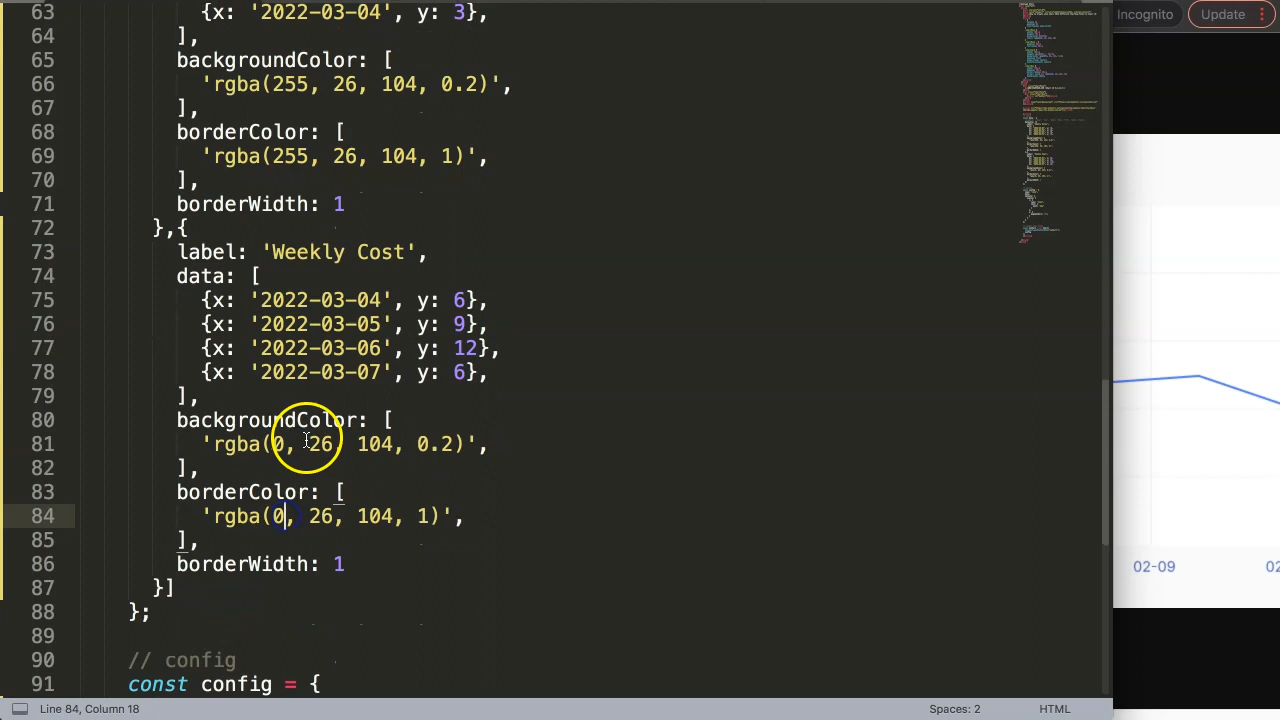 63 {x: '2022-03-04', y: 3},
64 ],
65 backgroundColor: [
66 'rgba(255, 26, 104, 0.2)',
67 ],
68 borderColor: [
69 'rgba(255, 26, 104, 1)',
70 ],
71 borderWidth: 1
72 },{
73 label: 'Weekly Cost',
74 data: [
75 {x: '2022-03-04', y: 6},
76 {x: '2022-03-05', y: 9},
77 {x: '2022-03-06', y: 12},
78 {x: '2022-03-07', y: 6},
79 ],
80 backgroundColor: [
81 'rgba(0, 26, 104, 0.2)',
82 ],
83 borderColor: [
84 'rgba(0, 26, 104, 1)',
85 ],
86 borderWidth: 1
87 }]
88 };
89
90 // config
91 const config = {
Line 84, Column 18
Spaces: 2
HTML
Incognito
Update
02-09
02